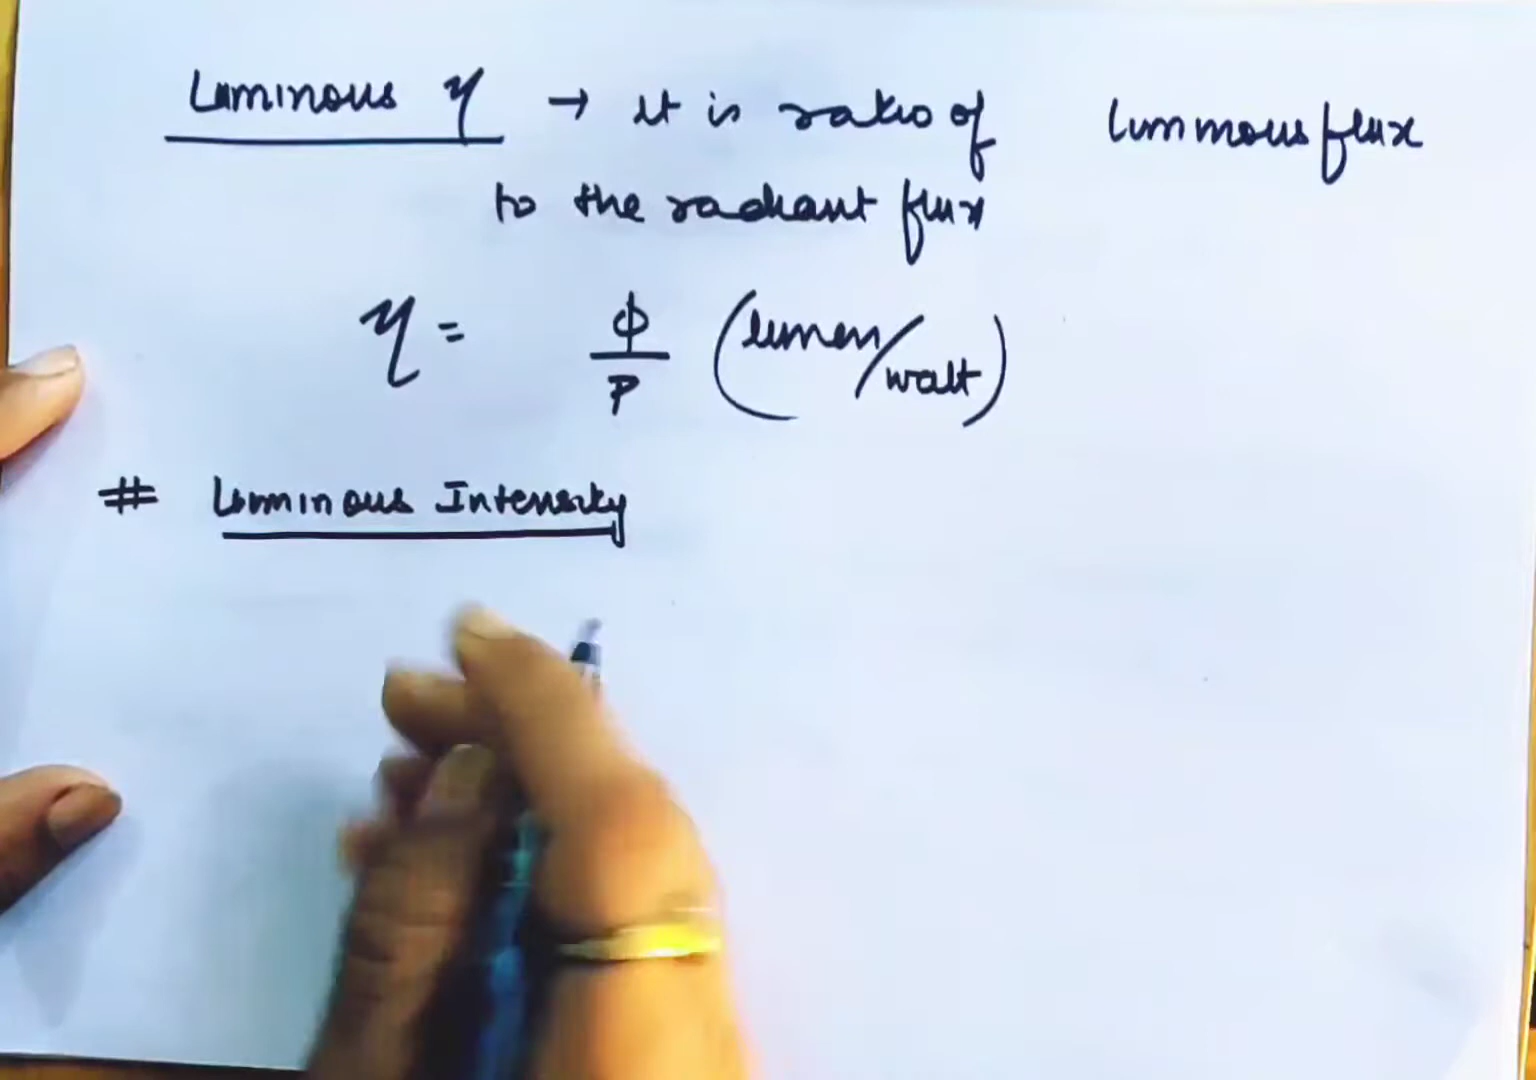 Luminous η → it is ratio of luminous flux
to the radiant flux
η = ϕ/P (lumen/watt)
# Luminous Intensity